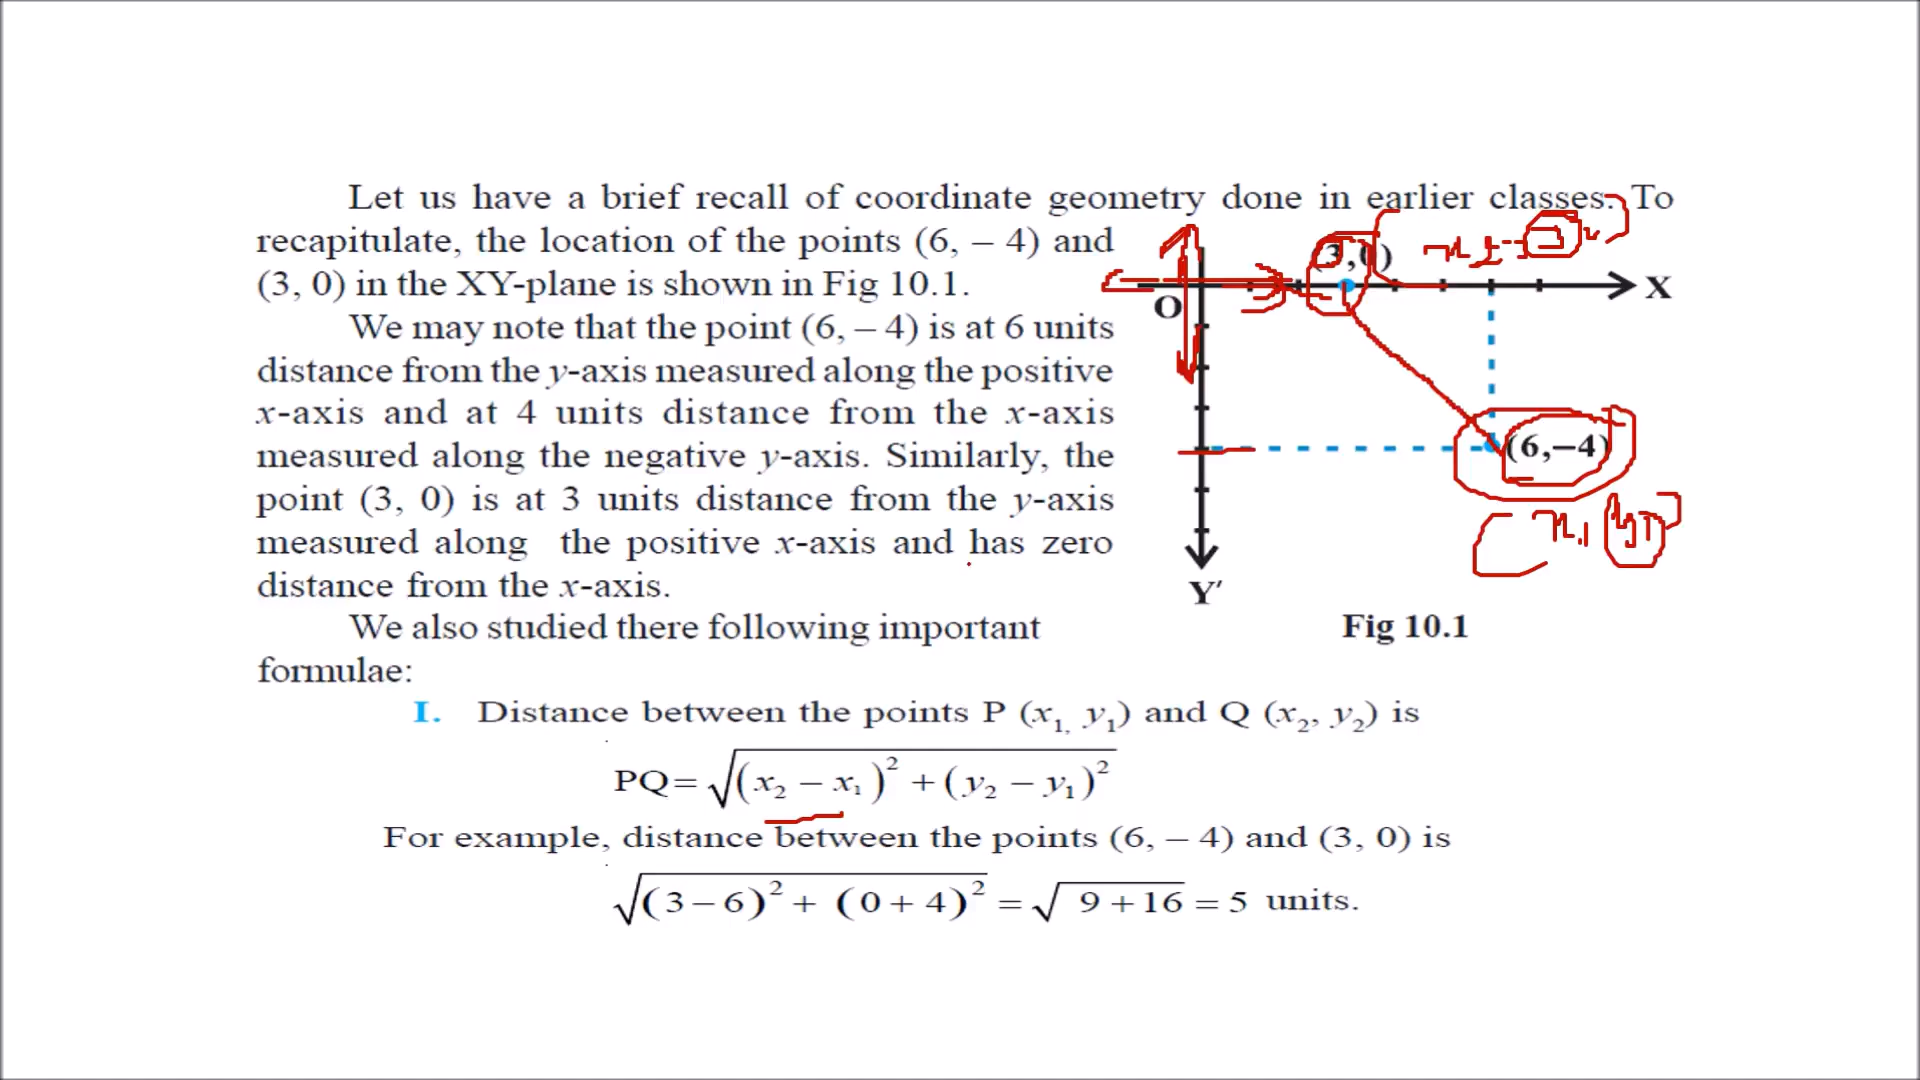 Let us have a brief recall of coordinate geometry done in earlier classes. To
recapitulate, the location of the points (6, – 4) and
(3, 0) in the XY-plane is shown in Fig 10.1.
We may note that the point (6, – 4) is at 6 units
distance from the y-axis measured along the positive
x-axis and at 4 units distance from the x-axis
measured along the negative y-axis. Similarly, the
point (3, 0) is at 3 units distance from the y-axis
measured along the positive x-axis and has zero
distance from the x-axis.
We also studied there following important
formulae:
(3,0)
O
X
(6,–4)
x₁ y₁
Y′
Fig 10.1
I. Distance between the points P (x₁, y₁) and Q (x₂, y₂) is
PQ= √(x₂ – x₁)² + (y₂ – y₁)²
For example, distance between the points (6, – 4) and (3, 0) is
√(3 – 6)² + (0 + 4)² = √9 + 16 = 5 units.